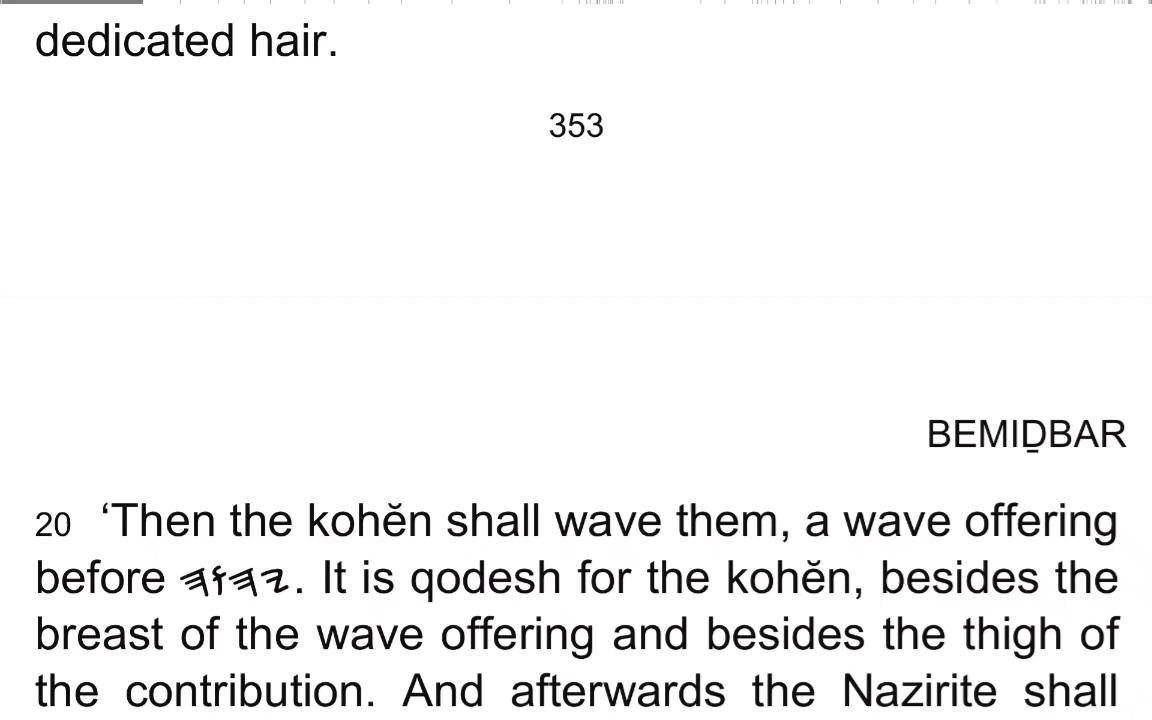 dedicated hair.
353
BEMIḎBAR
20 ‘Then the kohĕn shall wave them, a wave offering
before 𐤉𐤄𐤅𐤄. It is qodesh for the kohĕn, besides the
breast of the wave offering and besides the thigh of
the contribution. And afterwards the Nazirite shall